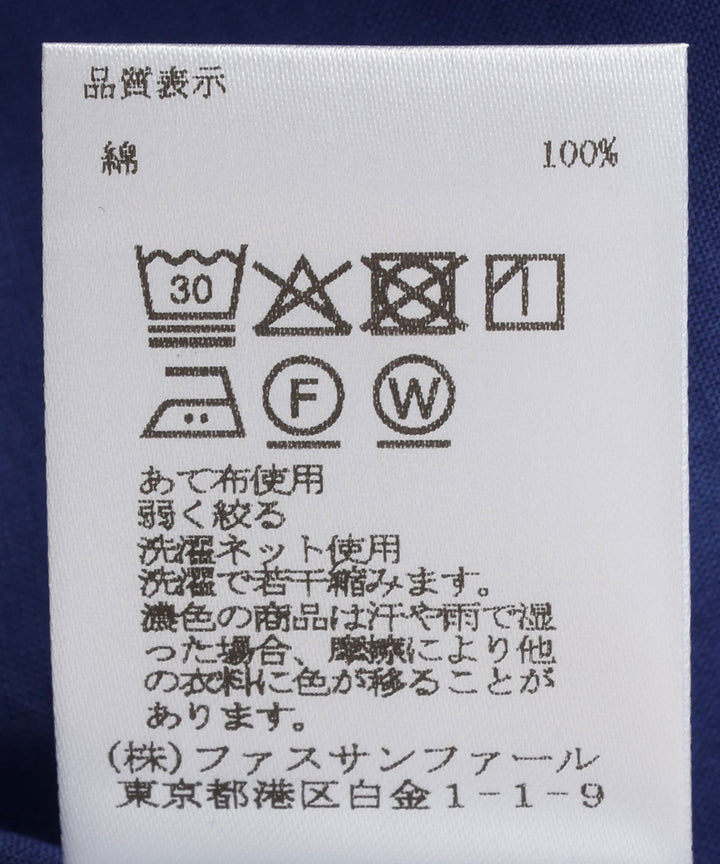 品質表示
綿 100%
30
F W
あて布使用
弱く絞る
洗濯ネット使用
洗濯で若干縮みます。
濃色の商品は汗や雨で湿
った場合、摩擦により他
の衣料に色が移ることが
あります。
(株)ファスサンファール
東京都港区白金1-1-9